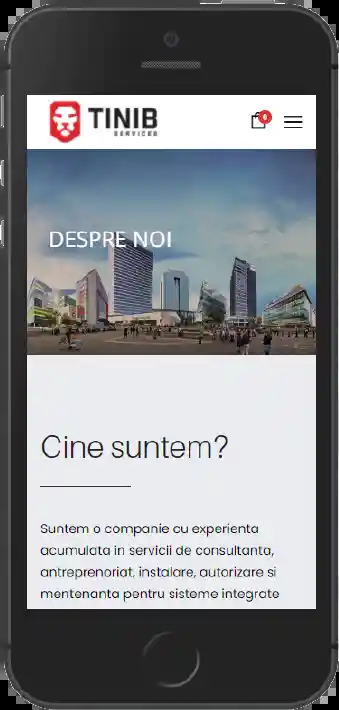 TINIB
SERVICES
0
DESPRE NOI
Cine suntem?
Suntem o companie cu experienta
acumulata in servicii de consultanta,
antreprenoriat, instalare, autorizare si
mentenanta pentru sisteme integrate